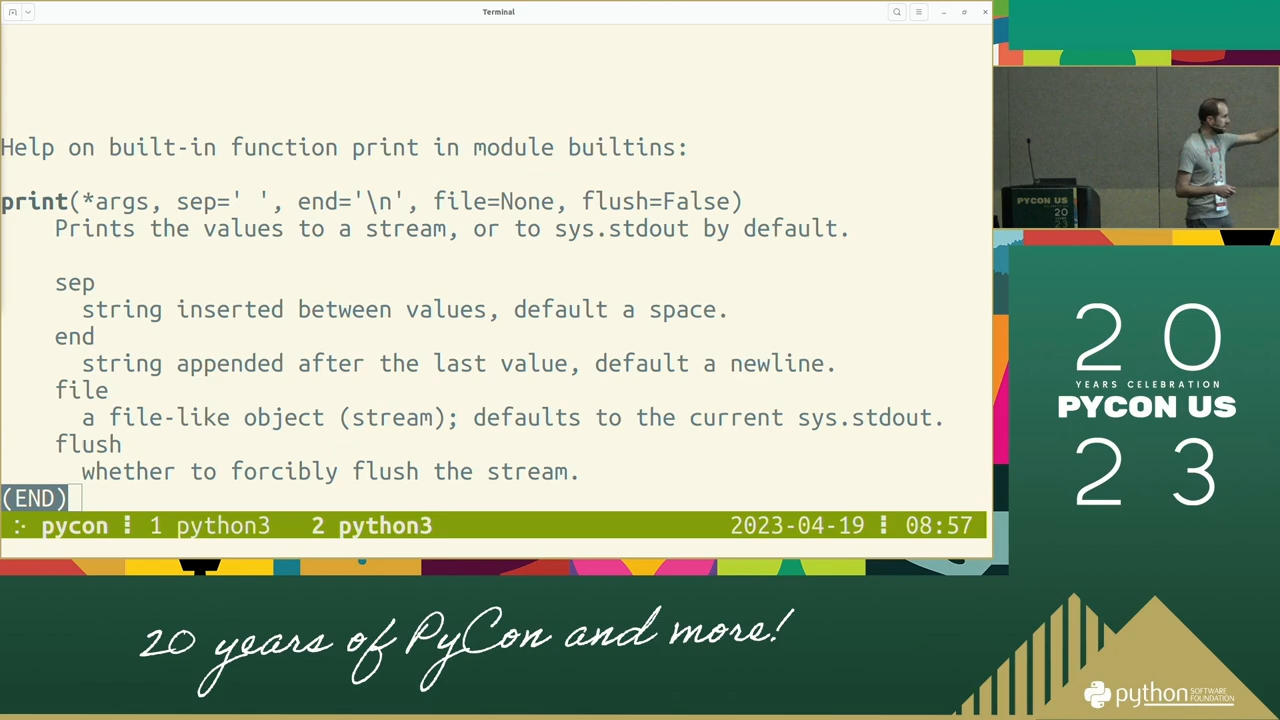 Terminal
Help on built-in function print in module builtins:
print(*args, sep=' ', end='\n', file=None, flush=False)
Prints the values to a stream, or to sys.stdout by default.
sep
string inserted between values, default a space.
end
string appended after the last value, default a newline.
file
a file-like object (stream); defaults to the current sys.stdout.
flush
whether to forcibly flush the stream.
(END)
pycon 1 python3 2 python3 2023-04-19 08:57
PYCON US
20
23
20
YEARS CELEBRATION
PYCON US
23
20 years of PyCon and more!
python SOFTWARE FOUNDATION